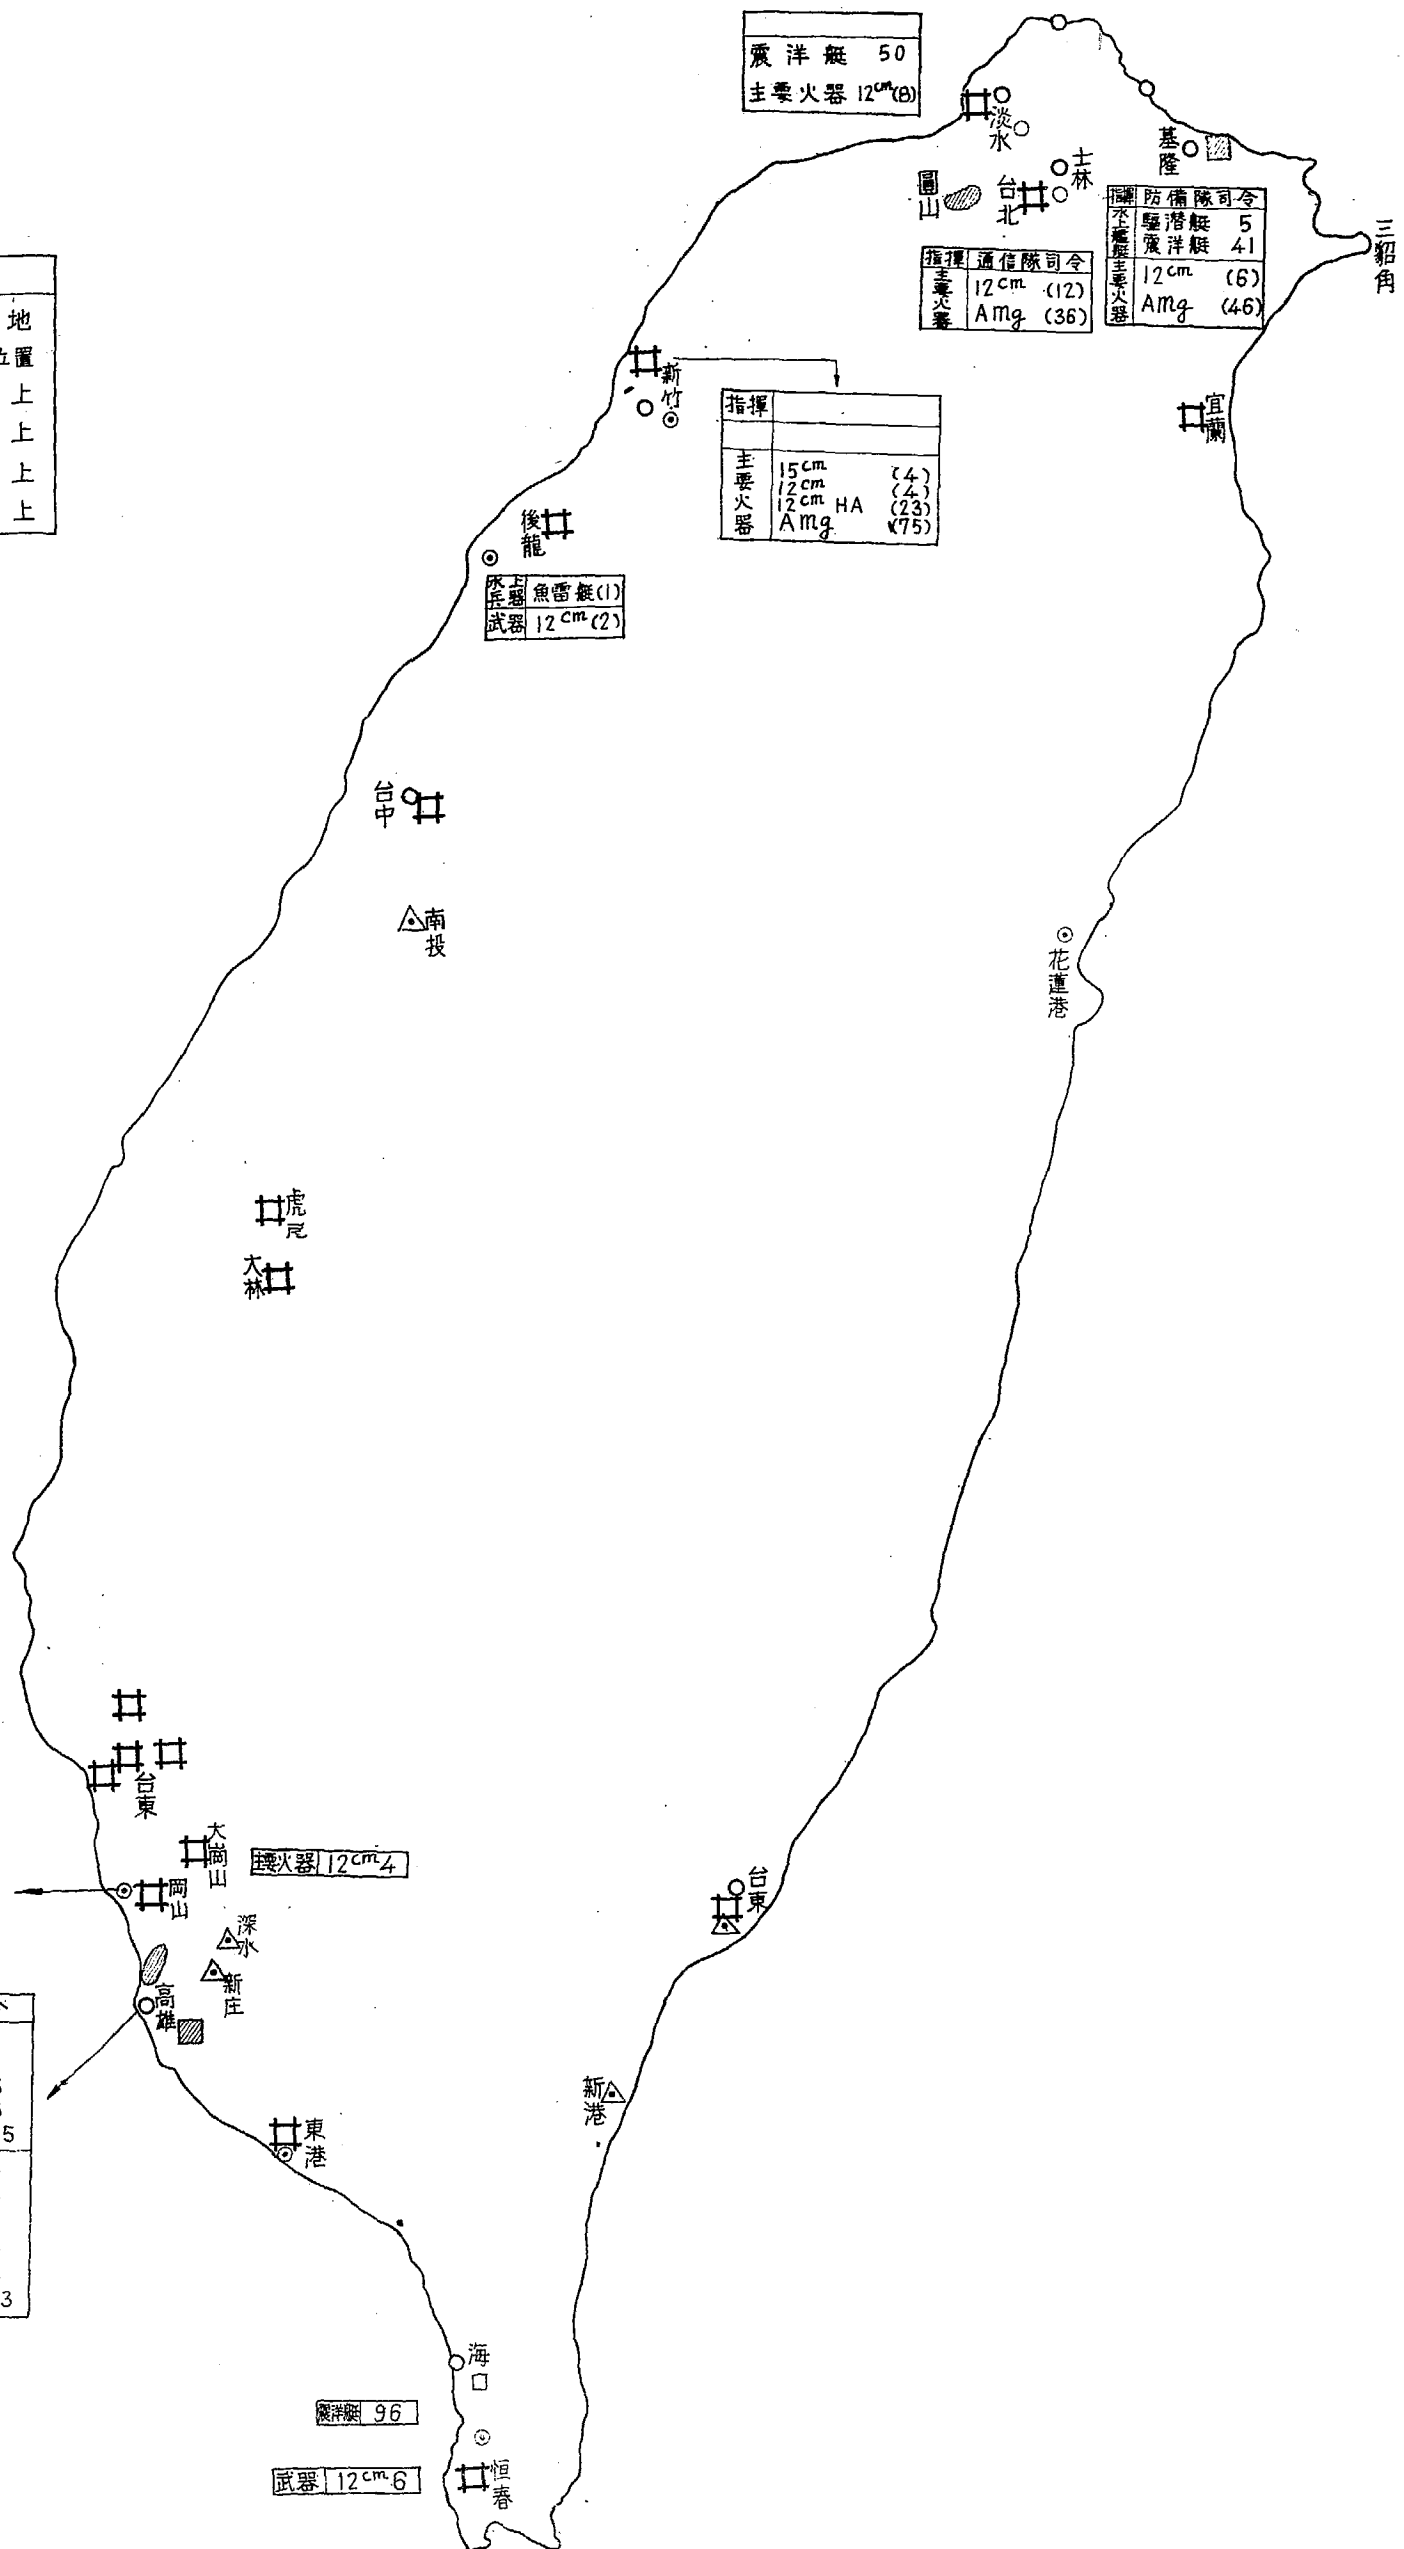 震洋艇 50
主要火器 12cm(8)
淡水
基隆
士林
台北
圓山
三貂角
指揮 防備隊司令
水上艦艇 驅潜艇 5
震洋艇 41
主要火器 12cm (6)
AMg (46)
指揮 通信隊司令
主要火器 12cm (12)
AMg (36)
地
位置
上
上
上
上
新竹
指揮
主要火器 15cm (4)
12cm (4)
12cm HA (23)
AMg (75)
宜蘭
後龍
水上兵器 魚雷艇(1)
武器 12cm(2)
台中
南投
花蓮港
虎尾
大林
台東
大崗山
主要火器 12cm4
岡山
深水
新庄
高雄
台東
新港
東港
5
3
海口
震洋艇 96
恒春
武器 12cm6